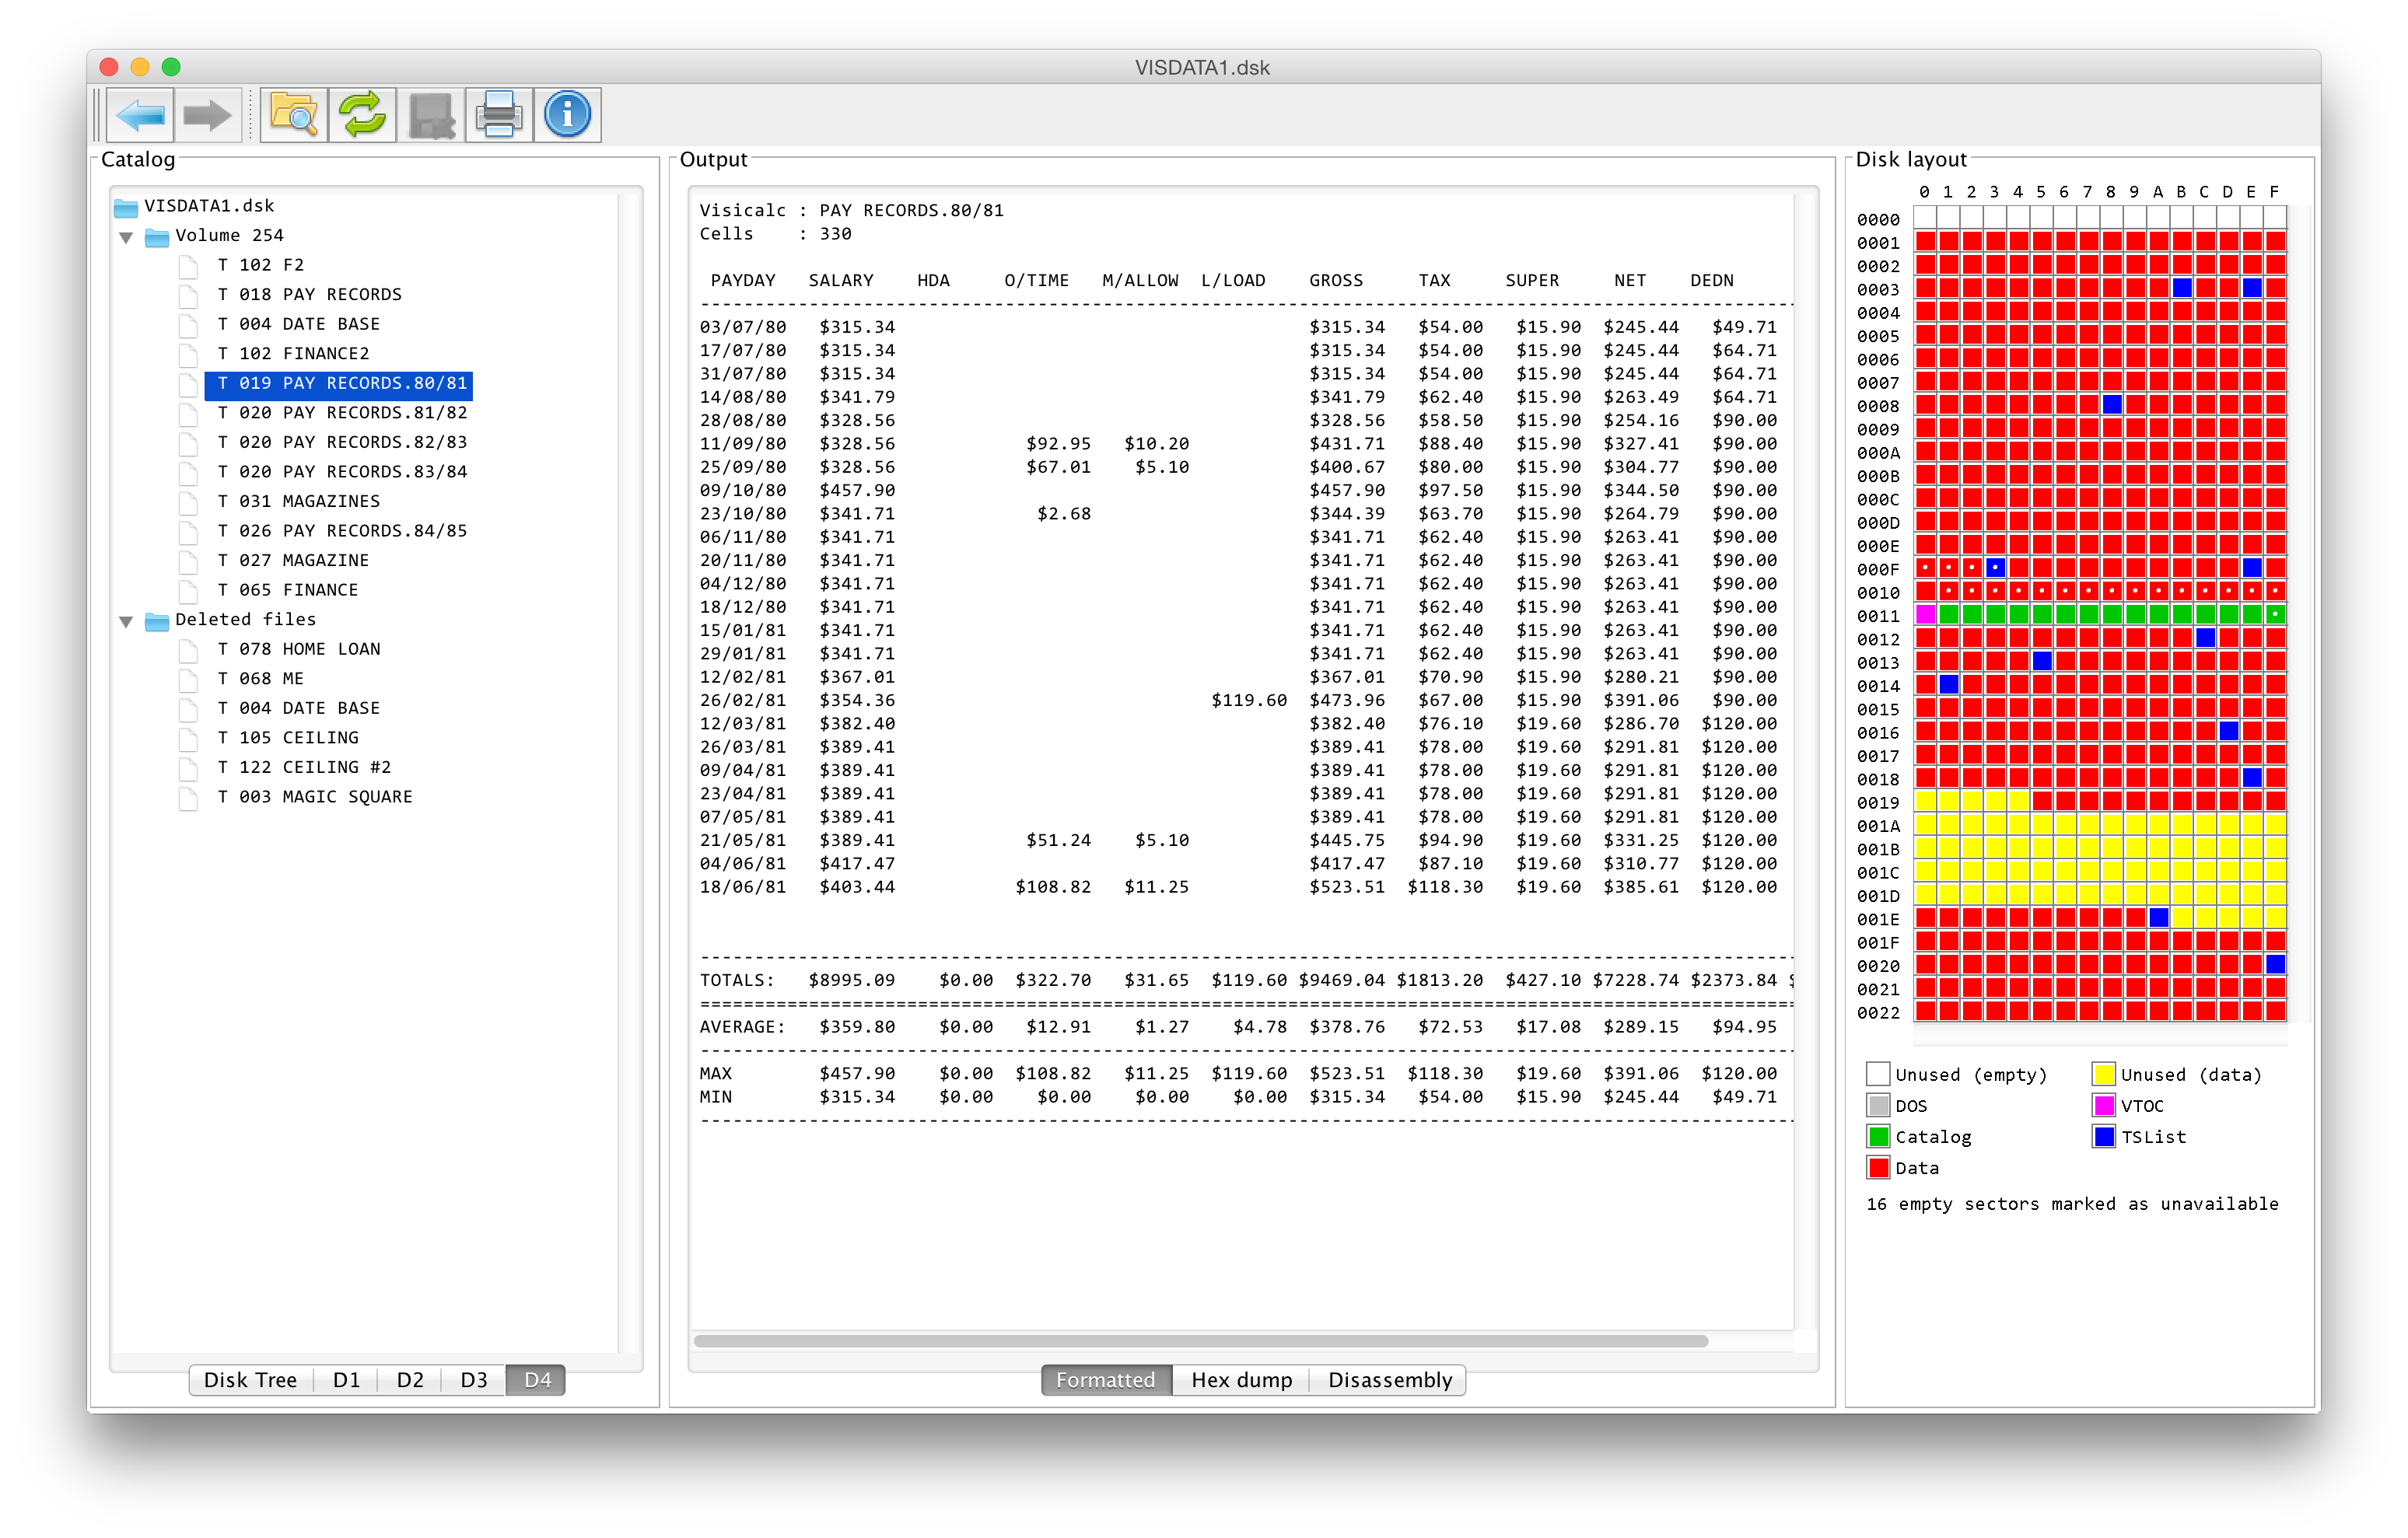 VISDATA1.dsk
Catalog
VISDATA1.dsk
Volume 254
T 102 F2
T 018 PAY RECORDS
T 004 DATE BASE
T 102 FINANCE2
T 019 PAY RECORDS.80/81
T 020 PAY RECORDS.81/82
T 020 PAY RECORDS.82/83
T 020 PAY RECORDS.83/84
T 031 MAGAZINES
T 026 PAY RECORDS.84/85
T 027 MAGAZINE
T 065 FINANCE
Deleted files
T 078 HOME LOAN
T 068 ME
T 004 DATE BASE
T 105 CEILING
T 122 CEILING #2
T 003 MAGIC SQUARE
Disk Tree D1 D2 D3 D4
Output
Visicalc : PAY RECORDS.80/81
Cells : 330
PAYDAY SALARY HDA O/TIME M/ALLOW L/LOAD GROSS TAX SUPER NET DEDN
03/07/80 $315.34 $315.34 $54.00 $15.90 $245.44 $49.71
17/07/80 $315.34 $315.34 $54.00 $15.90 $245.44 $64.71
31/07/80 $315.34 $315.34 $54.00 $15.90 $245.44 $64.71
14/08/80 $341.79 $341.79 $62.40 $15.90 $263.49 $64.71
28/08/80 $328.56 $328.56 $58.50 $15.90 $254.16 $90.00
11/09/80 $328.56 $92.95 $10.20 $431.71 $88.40 $15.90 $327.41 $90.00
25/09/80 $328.56 $67.01 $5.10 $400.67 $80.00 $15.90 $304.77 $90.00
09/10/80 $457.90 $457.90 $97.50 $15.90 $344.50 $90.00
23/10/80 $341.71 $2.68 $344.39 $63.70 $15.90 $264.79 $90.00
06/11/80 $341.71 $341.71 $62.40 $15.90 $263.41 $90.00
20/11/80 $341.71 $341.71 $62.40 $15.90 $263.41 $90.00
04/12/80 $341.71 $341.71 $62.40 $15.90 $263.41 $90.00
18/12/80 $341.71 $341.71 $62.40 $15.90 $263.41 $90.00
15/01/81 $341.71 $341.71 $62.40 $15.90 $263.41 $90.00
29/01/81 $341.71 $341.71 $62.40 $15.90 $263.41 $90.00
12/02/81 $367.01 $367.01 $70.90 $15.90 $280.21 $90.00
26/02/81 $354.36 $119.60 $473.96 $67.00 $15.90 $391.06 $90.00
12/03/81 $382.40 $382.40 $76.10 $19.60 $286.70 $120.00
26/03/81 $389.41 $389.41 $78.00 $19.60 $291.81 $120.00
09/04/81 $389.41 $389.41 $78.00 $19.60 $291.81 $120.00
23/04/81 $389.41 $389.41 $78.00 $19.60 $291.81 $120.00
07/05/81 $389.41 $389.41 $78.00 $19.60 $291.81 $120.00
21/05/81 $389.41 $51.24 $5.10 $445.75 $94.90 $19.60 $331.25 $120.00
04/06/81 $417.47 $417.47 $87.10 $19.60 $310.77 $120.00
18/06/81 $403.44 $108.82 $11.25 $523.51 $118.30 $19.60 $385.61 $120.00
TOTALS: $8995.09 $0.00 $322.70 $31.65 $119.60 $9469.04 $1813.20 $427.10 $7228.74 $2373.84 $
AVERAGE: $359.80 $0.00 $12.91 $1.27 $4.78 $378.76 $72.53 $17.08 $289.15 $94.95
MAX $457.90 $0.00 $108.82 $11.25 $119.60 $523.51 $118.30 $19.60 $391.06 $120.00
MIN $315.34 $0.00 $0.00 $0.00 $0.00 $315.34 $54.00 $15.90 $245.44 $49.71
Formatted Hex dump Disassembly
Disk layout
0 1 2 3 4 5 6 7 8 9 A B C D E F
0000
0001
0002
0003
0004
0005
0006
0007
0008
0009
000A
000B
000C
000D
000E
000F
0010
0011
0012
0013
0014
0015
0016
0017
0018
0019
001A
001B
001C
001D
001E
001F
0020
0021
0022
Unused (empty) Unused (data)
DOS VTOC
Catalog TSList
Data
16 empty sectors marked as unavailable